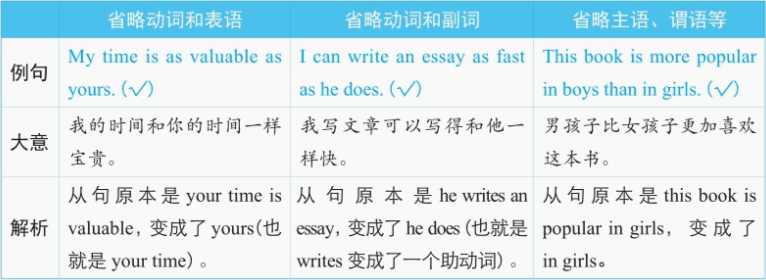 省略动词和表语 省略动词和副词 省略主语、谓语等
例句
My time is as valuable as
yours.(✓)
I can write an essay as fast
as he does.(✓)
This book is more popular
in boys than in girls.(✓)
大意
我的时间和你的时间一样
宝贵。
我写文章可以写得和他一
样快。
男孩子比女孩子更加喜欢
这本书。
解析
从句原本是 your time is
valuable，变成了 yours(也
就是 your time)。
从句原本是 he writes an
essay, 变成了 he does (也就是
writes 变成了一个助动词)。
从句原本是 this book is
popular in girls，变成了
in girls。